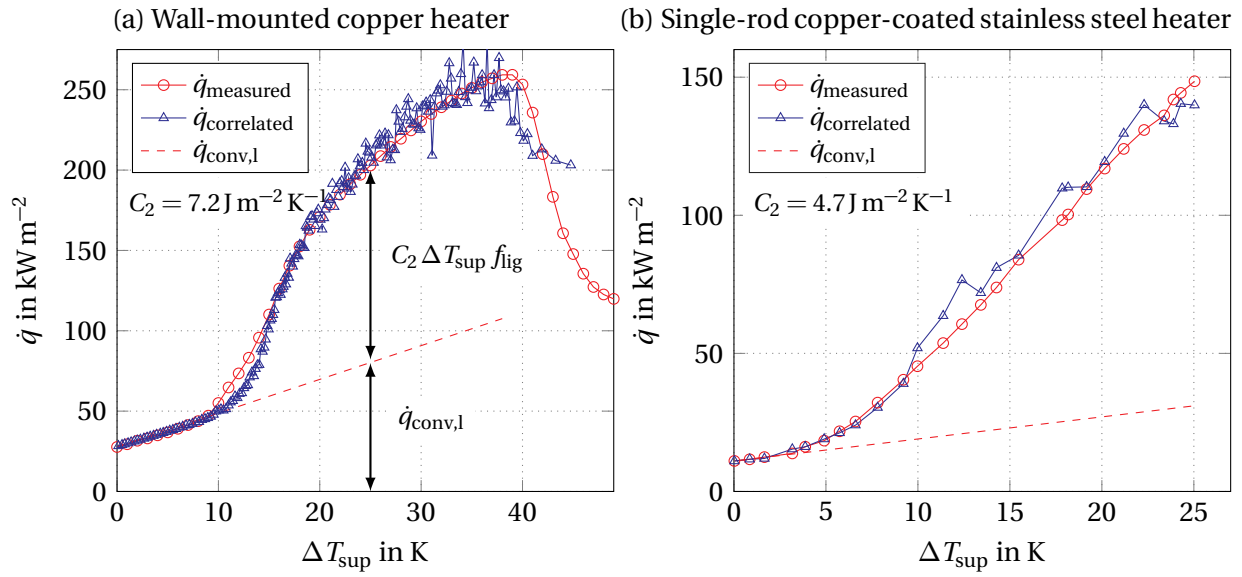 (a) Wall-mounted copper heater
q̇ in kW m⁻²
250
200
150
100
50
0
q̇measured
q̇correlated
q̇conv,l
C₂ = 7.2 J m⁻² K⁻¹
C₂ ΔTsup flig
q̇conv,l
0 10 20 30 40
ΔTsup in K
(b) Single-rod copper-coated stainless steel heater
q̇ in kW m⁻²
150
100
50
0
q̇measured
q̇correlated
q̇conv,l
C₂ = 4.7 J m⁻² K⁻¹
0 5 10 15 20 25
ΔTsup in K